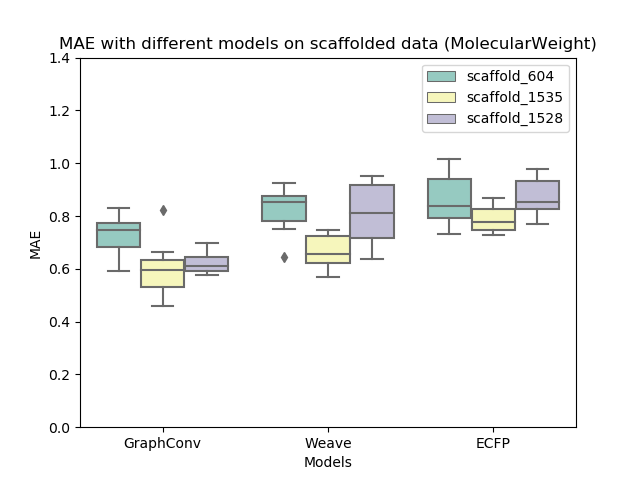 MAE with different models on scaffolded data (MolecularWeight)
scaffold_604
scaffold_1535
scaffold_1528
MAE
1.4
1.2
1.0
0.8
0.6
0.4
0.2
0.0
GraphConv Weave ECFP
Models